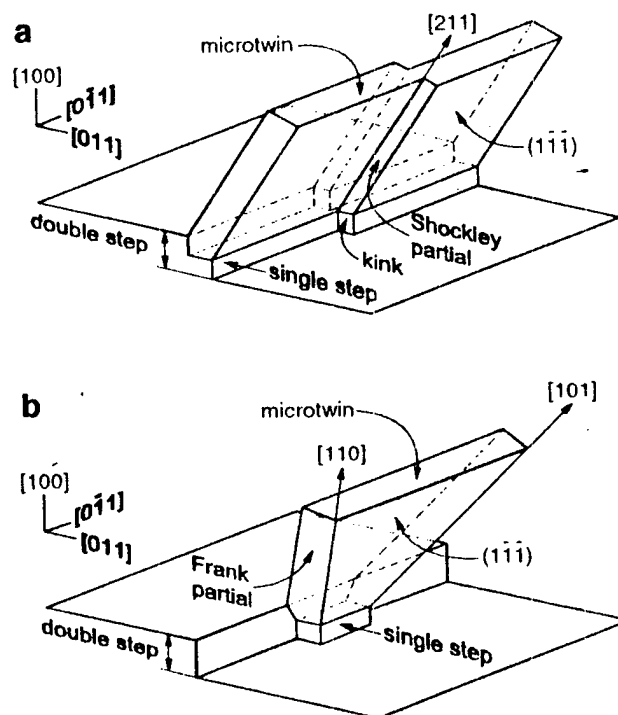 a
microtwin
[211]
[100]
[01̄1]
[011]
(11̄1̄)
double step
Shockley
partial
kink
single step
b
microtwin
[101]
[110]
[100]
[01̄1]
[011]
Frank
partial
(11̄1̄)
double step
single step